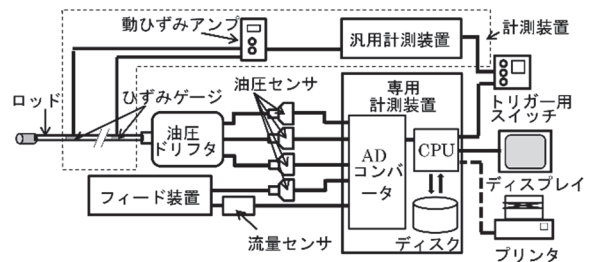 動ひずみアンプ
汎用計測装置
計測装置
油圧センサ
専用
計測装置
トリガー用
スイッチ
ロッド
ひずみゲージ
油圧
ドリフタ
AD
コンバ
ータ
CPU
ディスプレイ
フィード装置
流量センサ
ディスク
プリンタ